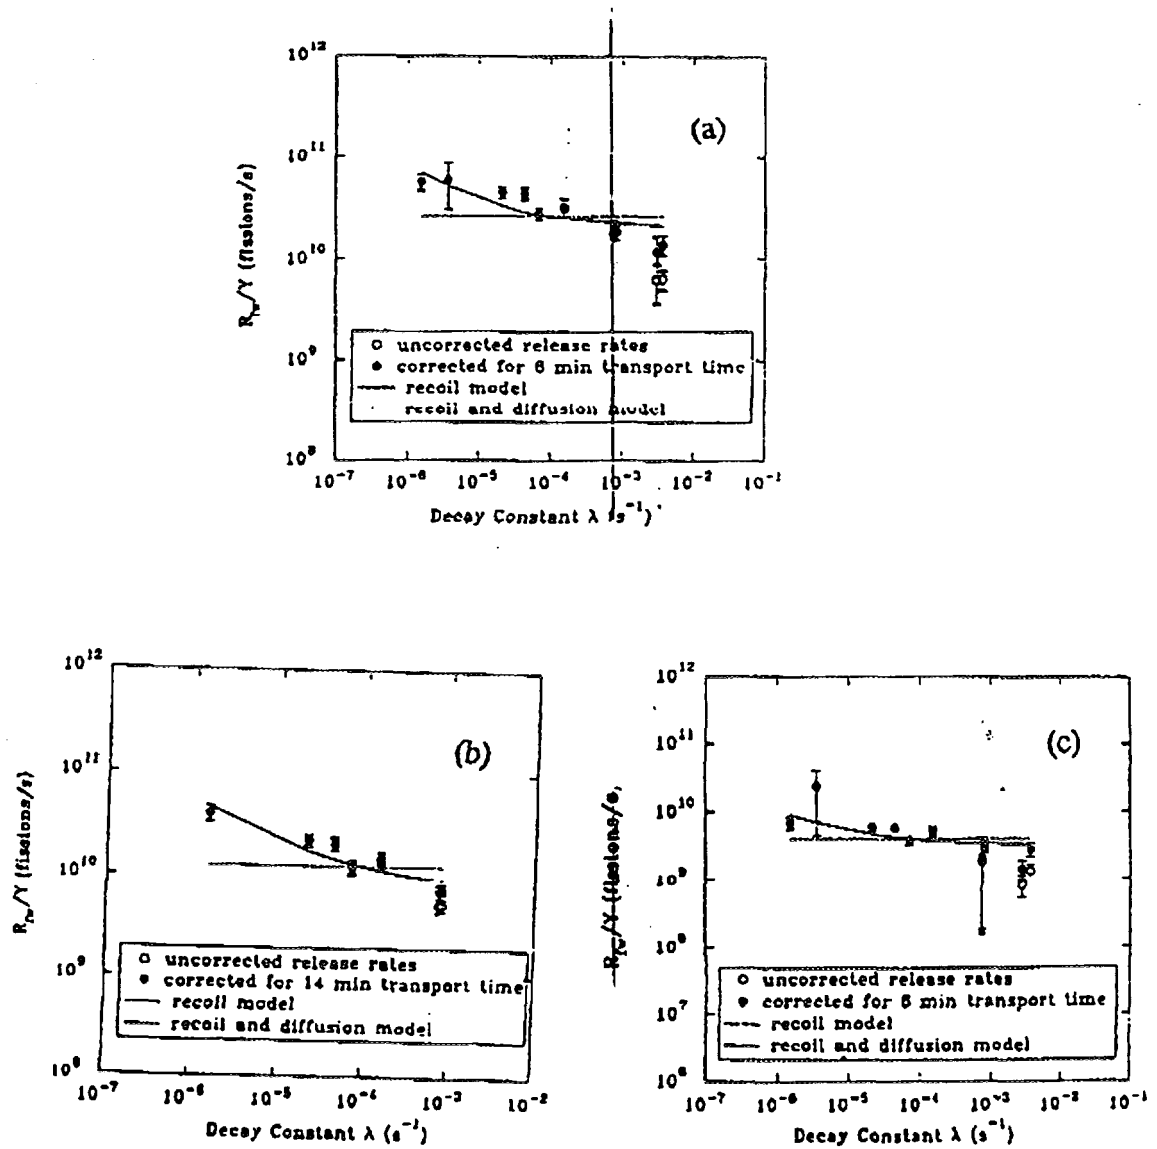 10¹²
(a)
10¹¹
10¹⁰
10⁹
10⁸
R_fw/Y (fissions/s)
uncorrected release rates
corrected for 6 min transport time
recoil model
recoil and diffusion model
10⁻⁷ 10⁻⁶ 10⁻⁵ 10⁻⁴ 10⁻³ 10⁻² 10⁻¹
Decay Constant λ (s⁻¹)
10¹²
(b)
10¹¹
10¹⁰
10⁹
10⁸
R_fw/Y (fissions/s)
uncorrected release rates
corrected for 14 min transport time
recoil model
recoil and diffusion model
10⁻⁷ 10⁻⁶ 10⁻⁵ 10⁻⁴ 10⁻³ 10⁻²
Decay Constant λ (s⁻¹)
10¹²
(c)
10¹¹
10¹⁰
10⁹
10⁸
10⁷
10⁶
R_fw/Y (fissions/s)
uncorrected release rates
corrected for 6 min transport time
recoil model
recoil and diffusion model
10⁻⁷ 10⁻⁶ 10⁻⁵ 10⁻⁴ 10⁻³ 10⁻² 10⁻¹
Decay Constant λ (s⁻¹)